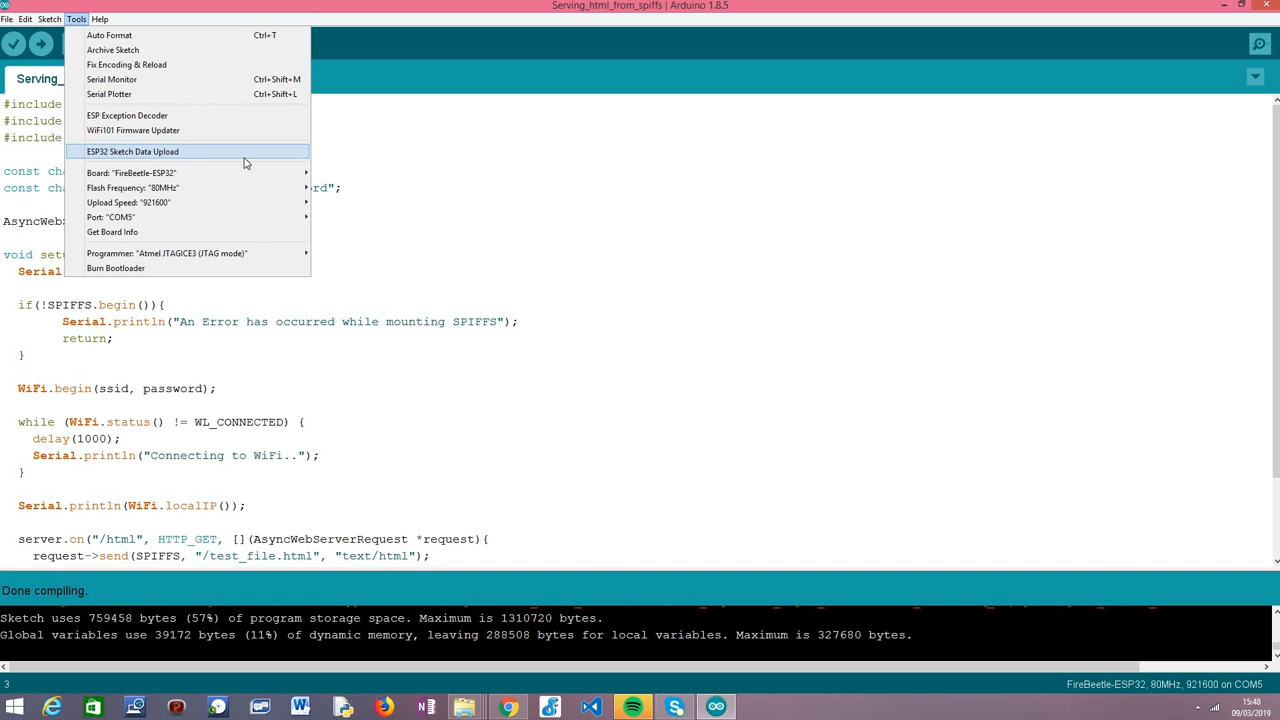 Serving_html_from_spiffs | Arduino 1.8.5
File Edit Sketch Tools Help
Auto Format Ctrl+T
Archive Sketch
Fix Encoding & Reload
Serial Monitor Ctrl+Shift+M
Serial Plotter Ctrl+Shift+L
ESP Exception Decoder
WiFi101 Firmware Updater
ESP32 Sketch Data Upload
Board: "FireBeetle-ESP32"
Flash Frequency: "80MHz"
Upload Speed: "921600"
Port: "COM5"
Get Board Info
Programmer: "Atmel JTAGICE3 (JTAG mode)"
Burn Bootloader
Serving_
#include
#include
#include
const cha
const cha rd";
AsyncWebS
void setu
Serial
if(!SPIFFS.begin()){
Serial.println("An Error has occurred while mounting SPIFFS");
return;
}
WiFi.begin(ssid, password);
while (WiFi.status() != WL_CONNECTED) {
delay(1000);
Serial.println("Connecting to WiFi..");
}
Serial.println(WiFi.localIP());
server.on("/html", HTTP_GET, [](AsyncWebServerRequest *request){
request->send(SPIFFS, "/test_file.html", "text/html");
Done compiling.
Sketch uses 759458 bytes (57%) of program storage space. Maximum is 1310720 bytes.
Global variables use 39172 bytes (11%) of dynamic memory, leaving 288508 bytes for local variables. Maximum is 327680 bytes.
3 FireBeetle-ESP32, 80MHz, 921600 on COM5
15:48
09/03/2019